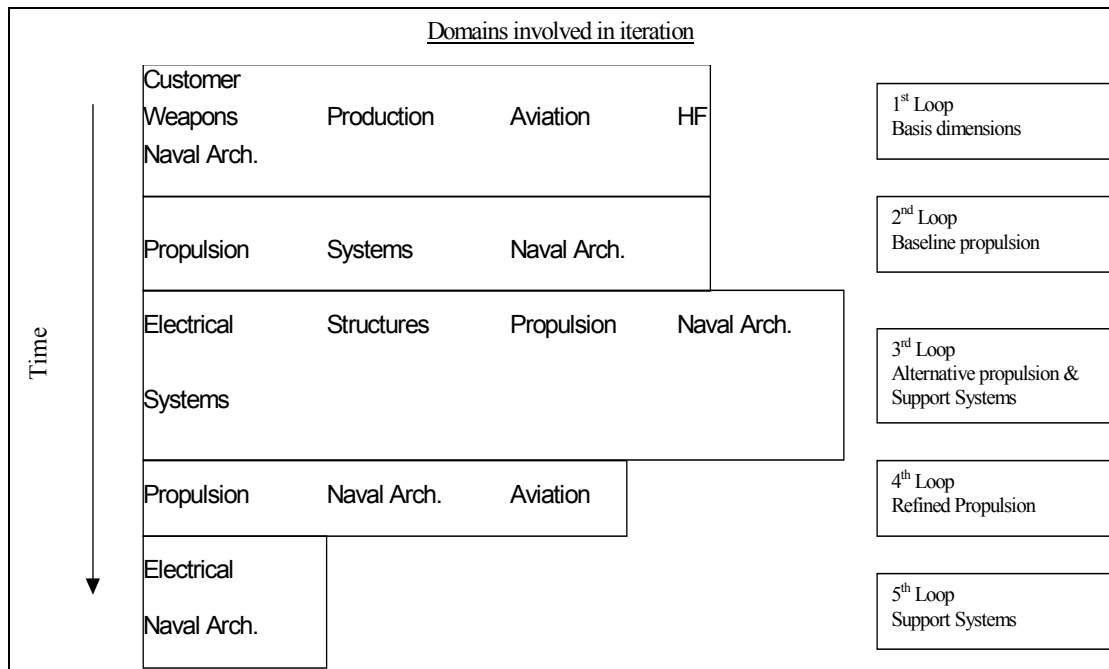 Domains involved in iteration
Time
Customer
Weapons Production Aviation HF
Naval Arch.
1st Loop
Basis dimensions
Propulsion Systems Naval Arch.
2nd Loop
Baseline propulsion
Electrical Structures Propulsion Naval Arch.
Systems
3rd Loop
Alternative propulsion &
Support Systems
Propulsion Naval Arch. Aviation
4th Loop
Refined Propulsion
Electrical
Naval Arch.
5th Loop
Support Systems